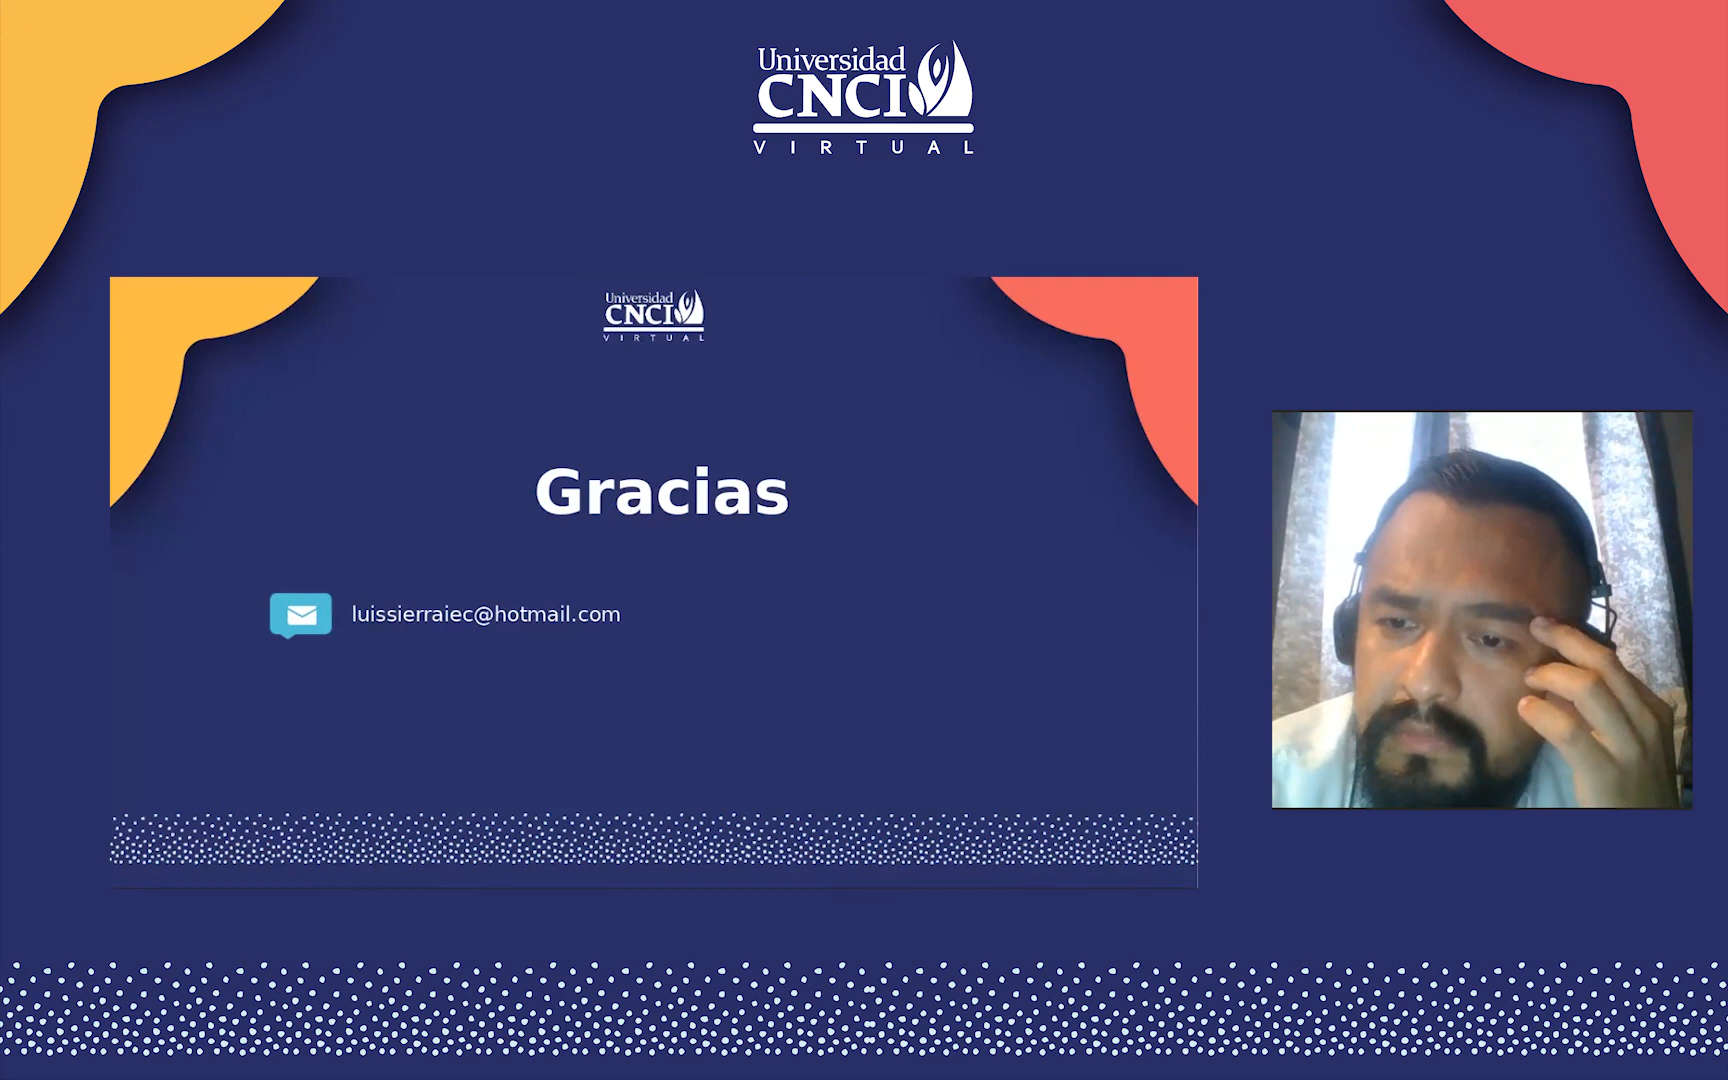 Universidad
CNCI
VIRTUAL
Universidad
CNCI
VIRTUAL
Gracias
luissierraiec@hotmail.com